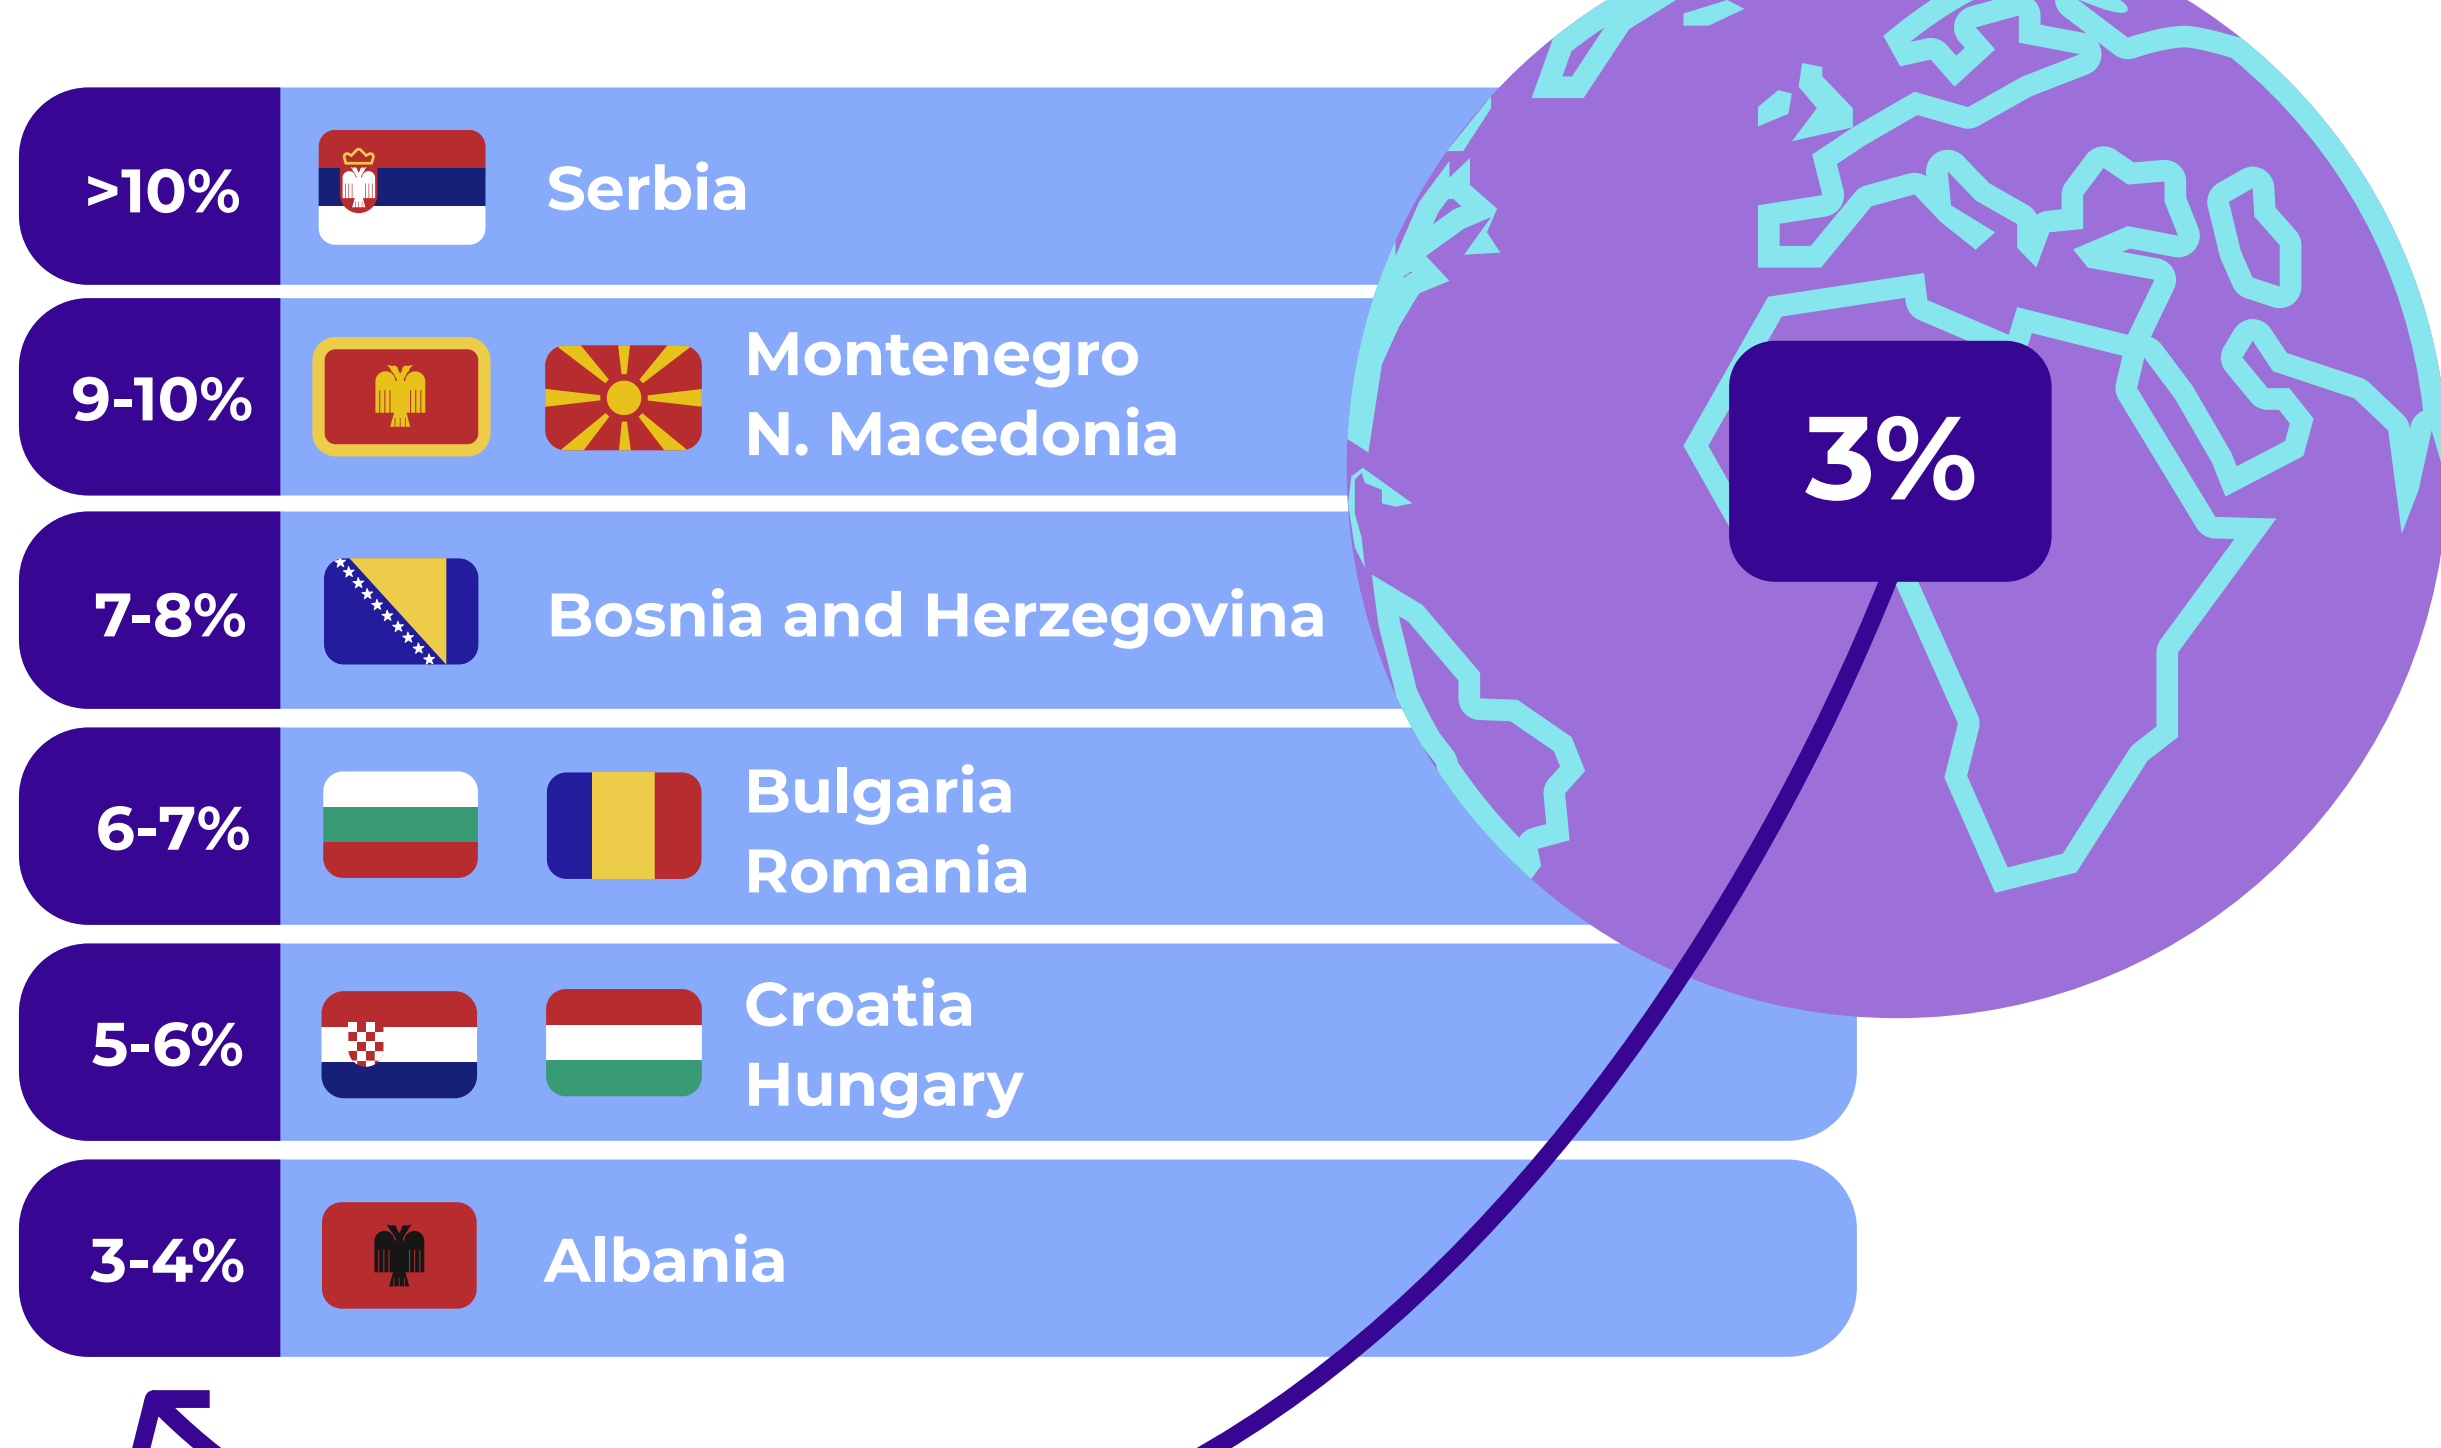 >10%
Serbia
9-10%
Montenegro
N. Macedonia
3%
7-8%
Bosnia and Herzegovina
6-7%
Bulgaria
Romania
5-6%
Croatia
Hungary
3-4%
Albania